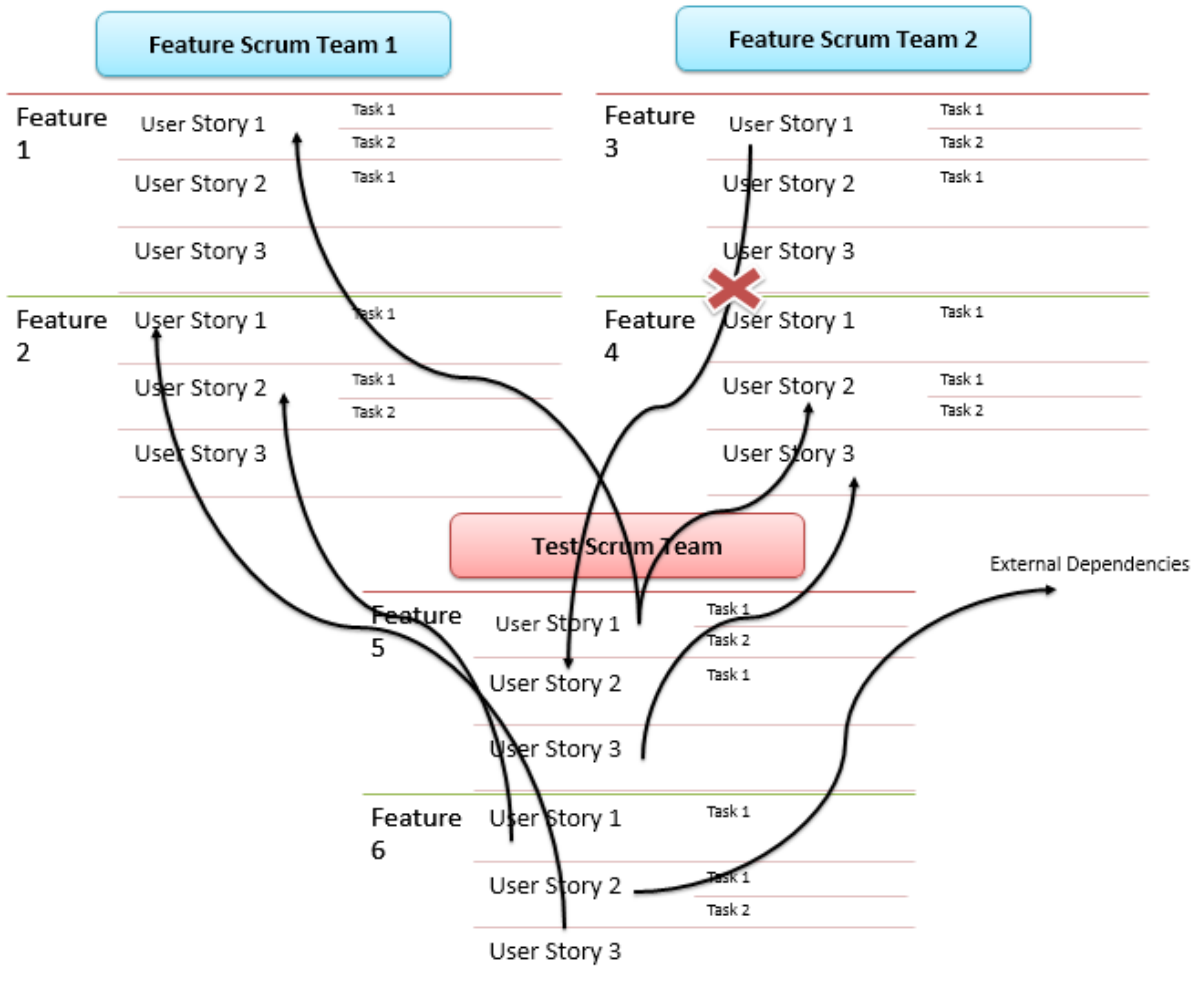 Feature Scrum Team 1
Feature 1
User Story 1
Task 1
Task 2
User Story 2
Task 1
User Story 3
Feature 2
User Story 1
Task 1
User Story 2
Task 1
Task 2
User Story 3
Feature Scrum Team 2
Feature 3
User Story 1
Task 1
Task 2
User Story 2
Task 1
User Story 3
Feature 4
User Story 1
Task 1
User Story 2
Task 1
Task 2
User Story 3
Test Scrum Team
Feature 5
User Story 1
Task 1
Task 2
User Story 2
Task 1
User Story 3
Feature 6
User Story 1
Task 1
User Story 2
Task 1
Task 2
User Story 3
External Dependencies